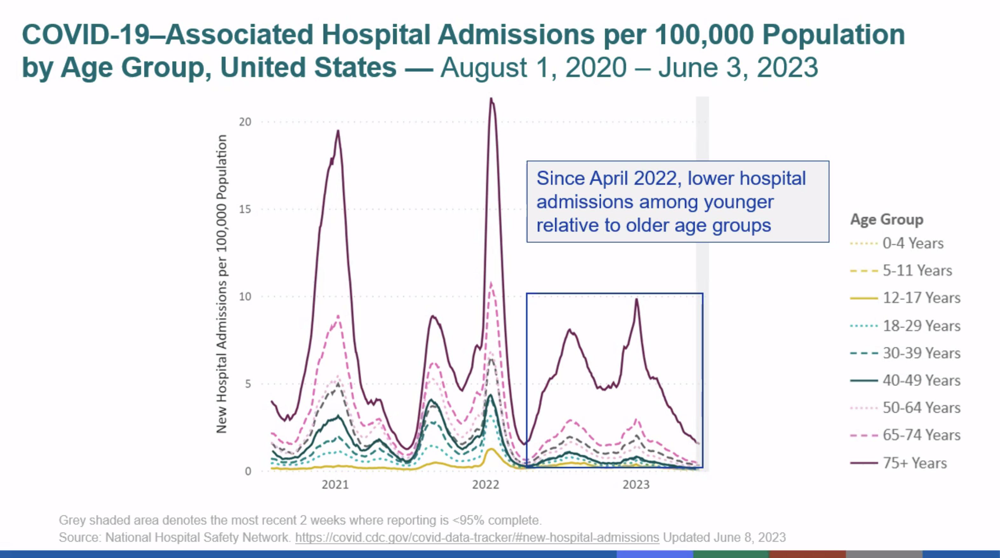 COVID-19–Associated Hospital Admissions per 100,000 Population
by Age Group, United States — August 1, 2020 – June 3, 2023
New Hospital Admissions per 100,000 Population
20
15
10
5
0
2021
2022
2023
Since April 2022, lower hospital
admissions among younger
relative to older age groups
Age Group
0-4 Years
5-11 Years
12-17 Years
18-29 Years
30-39 Years
40-49 Years
50-64 Years
65-74 Years
75+ Years
Grey shaded area denotes the most recent 2 weeks where reporting is <95% complete.
Source: National Hospital Safety Network. https://covid.cdc.gov/covid-data-tracker/#new-hospital-admissions Updated June 8, 2023